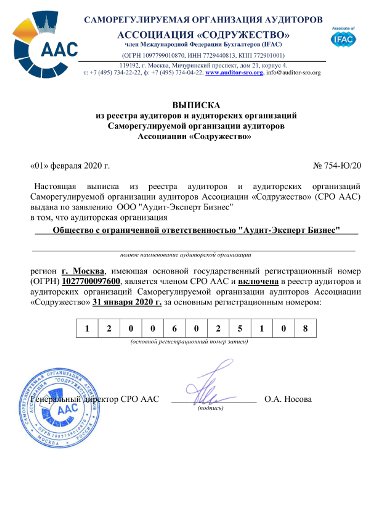 ААС
САМОРЕГУЛИРУЕМАЯ ОРГАНИЗАЦИЯ АУДИТОРОВ
АССОЦИАЦИЯ «СОДРУЖЕСТВО»
член Международной Федерации Бухгалтеров (IFAC)
(ОГРН 1097799010870, ИНН 7729440813, КПП 772901001)
119192, г. Москва, Мичуринский проспект, дом 21, корпус 4.
т: +7 (495) 734-22-22, ф: +7 (495) 734-04-22, www.auditor-sro.org, info@auditor-sro.org
Associate of
IFAC
ВЫПИСКА
из реестра аудиторов и аудиторских организаций
Саморегулируемой организации аудиторов
Ассоциации «Содружество»
«01» февраля 2020 г. № 754-Ю/20
Настоящая выписка из реестра аудиторов и аудиторских организаций
Саморегулируемой организации аудиторов Ассоциации «Содружество» (СРО ААС)
выдана по заявлению ООО "Аудит-Эксперт Бизнес"
в том, что аудиторская организация
Общество с ограниченной ответственностью "Аудит-Эксперт Бизнес"
полное наименование аудиторской организации
регион г. Москва, имеющая основной государственный регистрационный номер
(ОГРН) 1027700097600, является членом СРО ААС и включена в реестр аудиторов и
аудиторских организаций Саморегулируемой организации аудиторов Ассоциации
«Содружество» 31 января 2020 г. за основным регистрационным номером:
1 2 0 0 6 0 2 5 1 0 8
(основной регистрационный номер записи)
Генеральный директор СРО ААС О.А. Носова
(подпись)
ААС